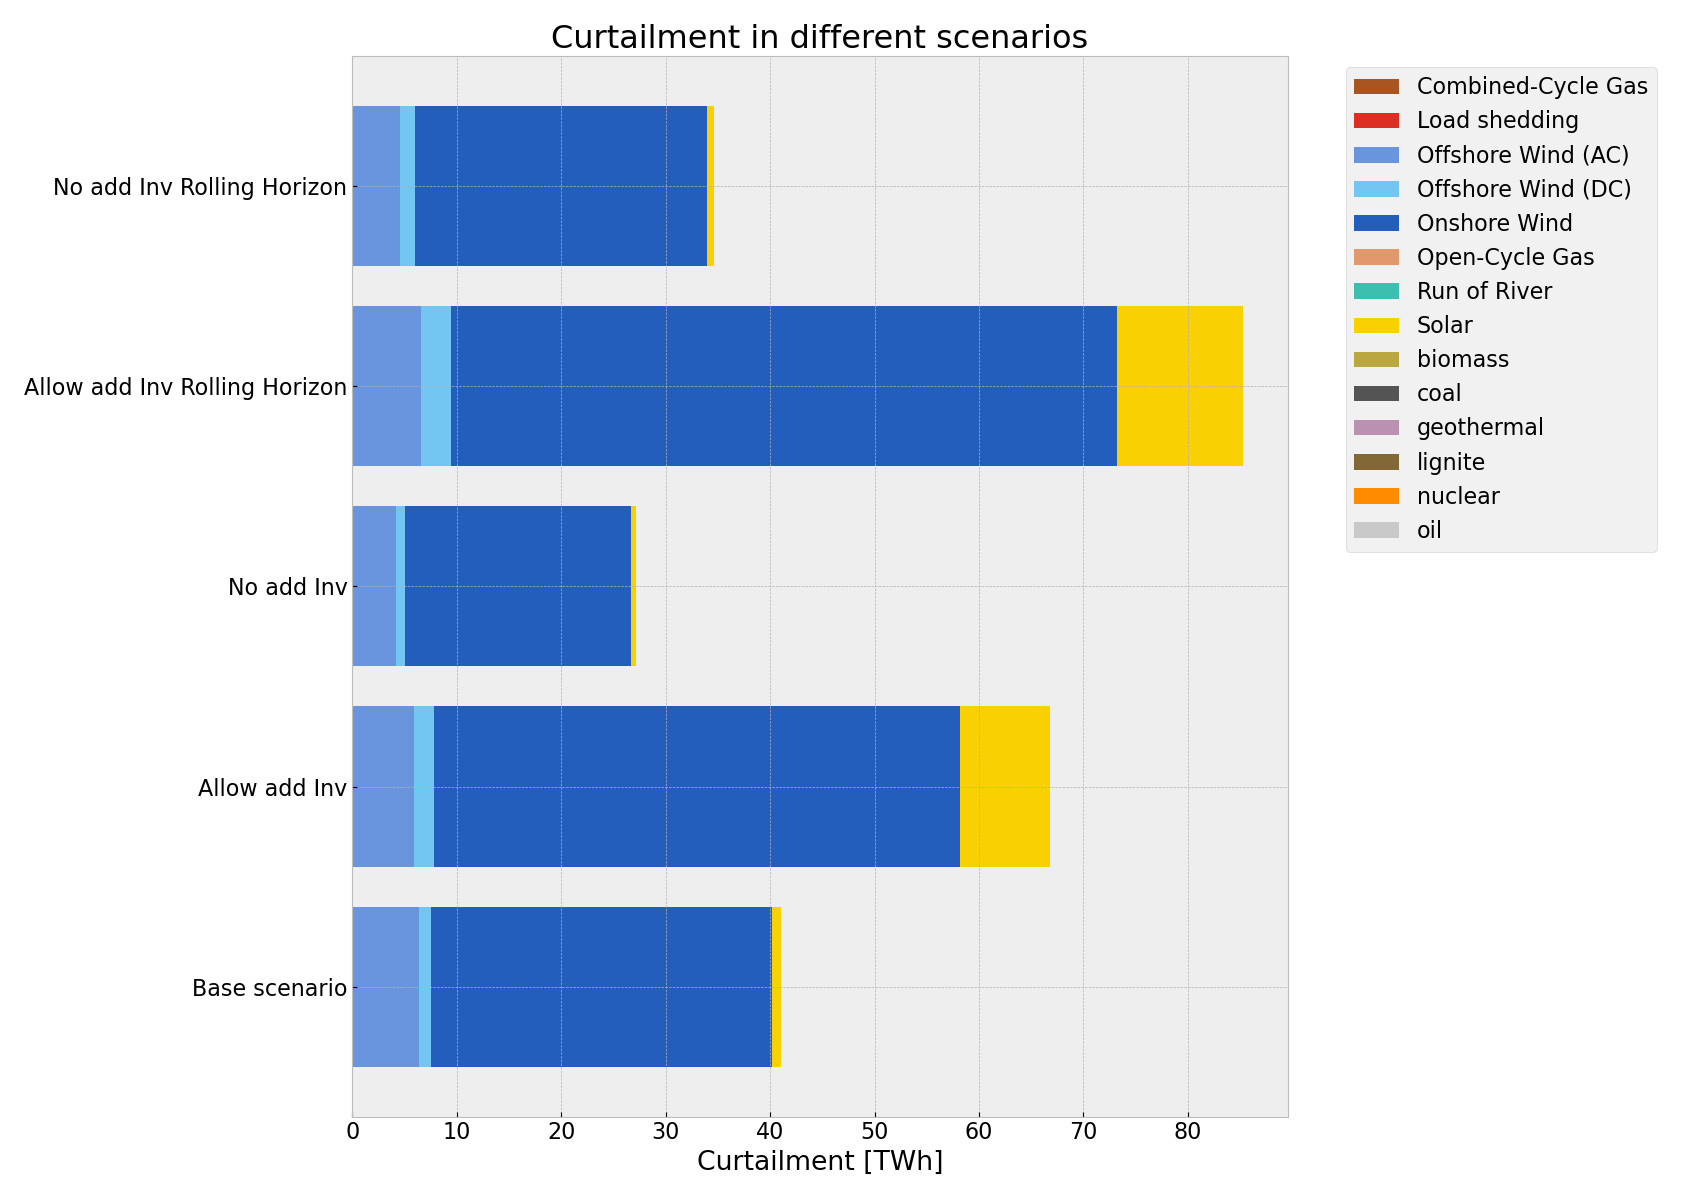 Curtailment in different scenarios
No add Inv Rolling Horizon
Allow add Inv Rolling Horizon
No add Inv
Allow add Inv
Base scenario
0 10 20 30 40 50 60 70 80
Curtailment [TWh]
Combined-Cycle Gas
Load shedding
Offshore Wind (AC)
Offshore Wind (DC)
Onshore Wind
Open-Cycle Gas
Run of River
Solar
biomass
coal
geothermal
lignite
nuclear
oil